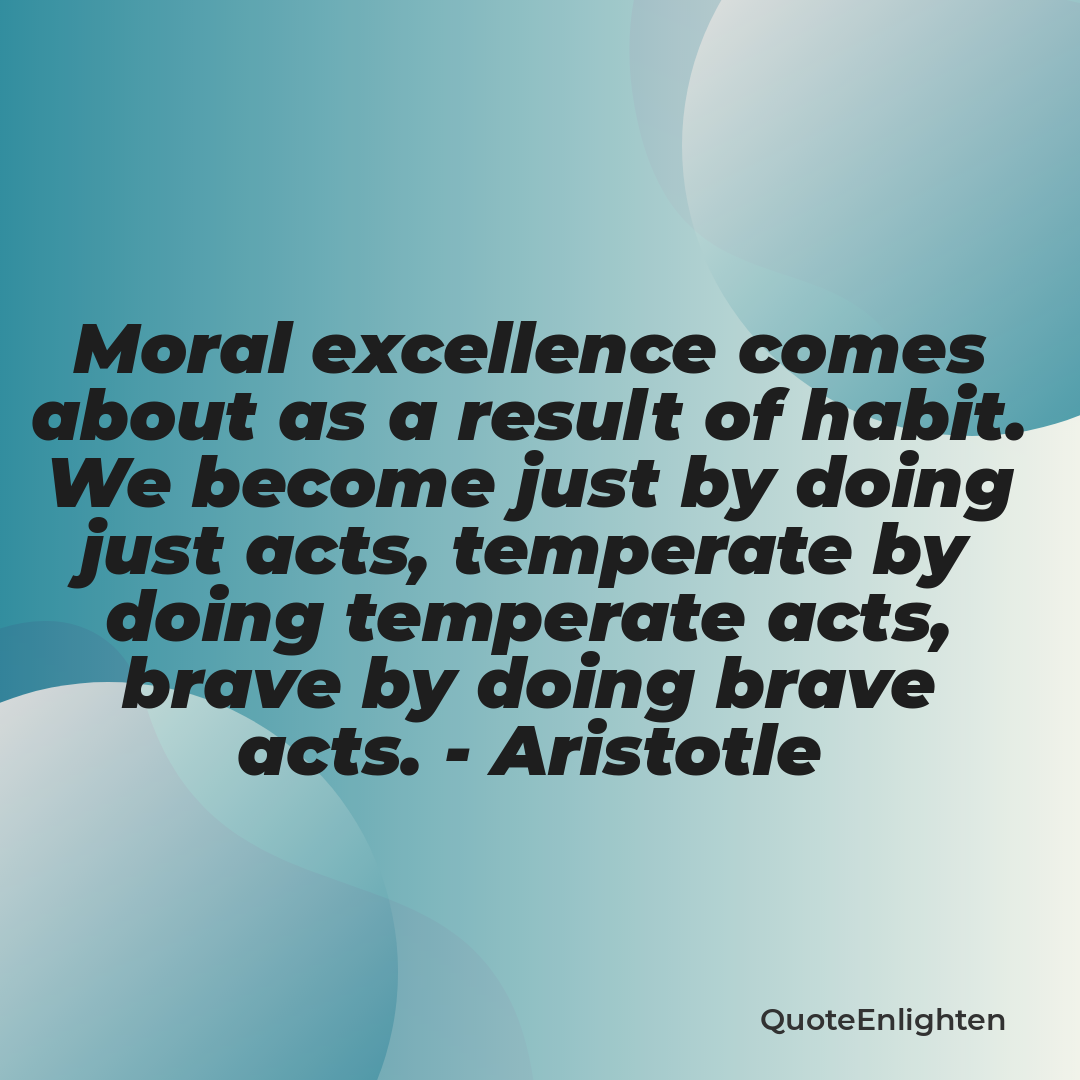 Moral excellence comes
about as a result of habit.
We become just by doing
just acts, temperate by
doing temperate acts,
brave by doing brave
acts. - Aristotle
QuoteEnlighten